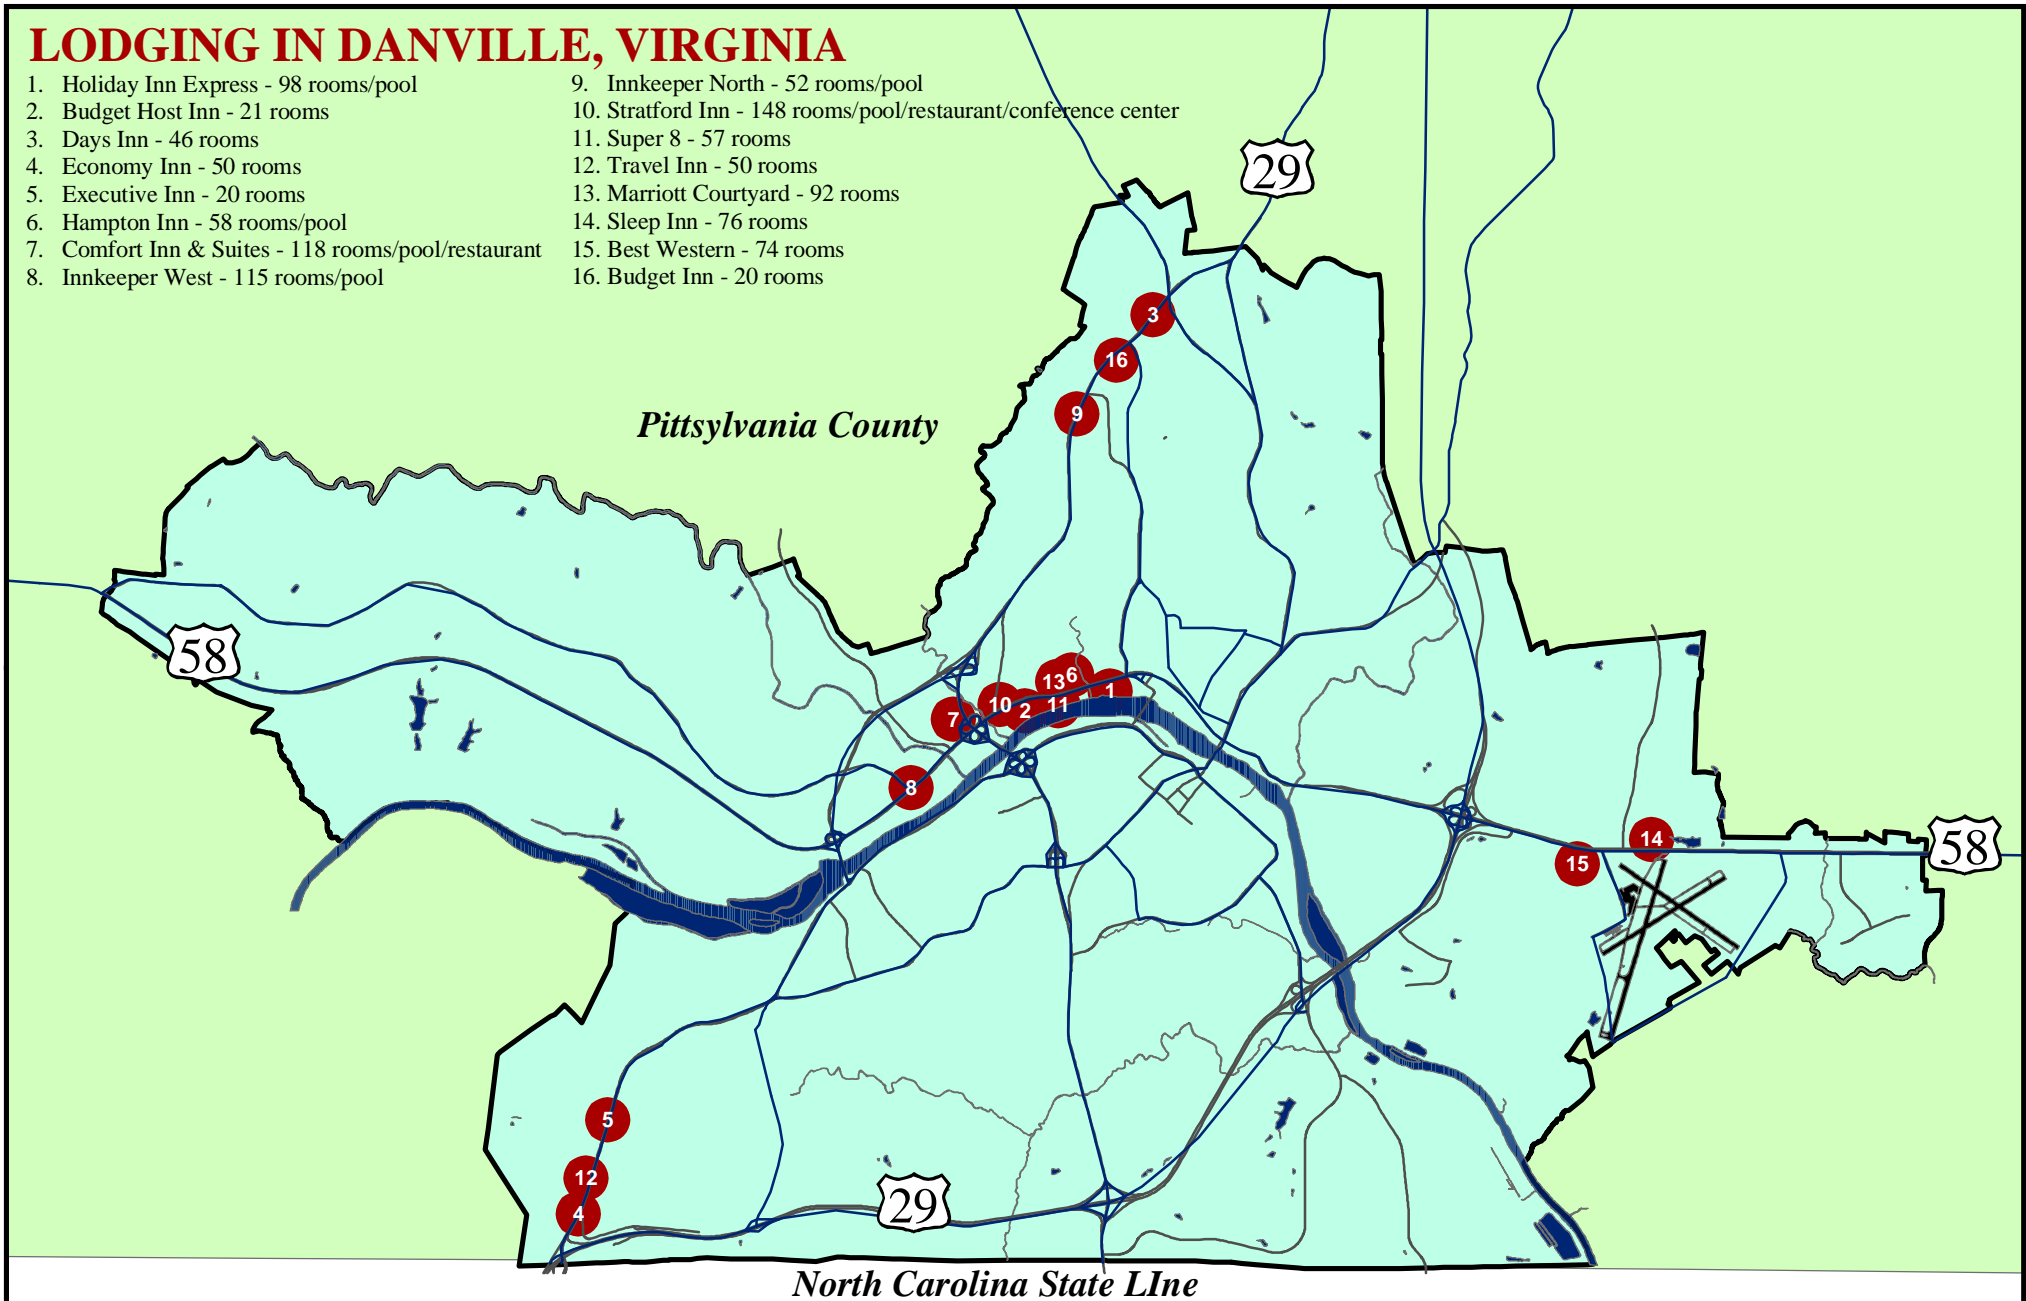 LODGING IN DANVILLE, VIRGINIA
1. Holiday Inn Express - 98 rooms/pool
2. Budget Host Inn - 21 rooms
3. Days Inn - 46 rooms
4. Economy Inn - 50 rooms
5. Executive Inn - 20 rooms
6. Hampton Inn - 58 rooms/pool
7. Comfort Inn & Suites - 118 rooms/pool/restaurant
8. Innkeeper West - 115 rooms/pool
9. Innkeeper North - 52 rooms/pool
10. Stratford Inn - 148 rooms/pool/restaurant/conference center
11. Super 8 - 57 rooms
12. Travel Inn - 50 rooms
13. Marriott Courtyard - 92 rooms
14. Sleep Inn - 76 rooms
15. Best Western - 74 rooms
16. Budget Inn - 20 rooms
29
3
16
9
Pittsylvania County
58
13
6
1
10
2
11
7
8
14
15
58
5
12
4
29
North Carolina State LIne